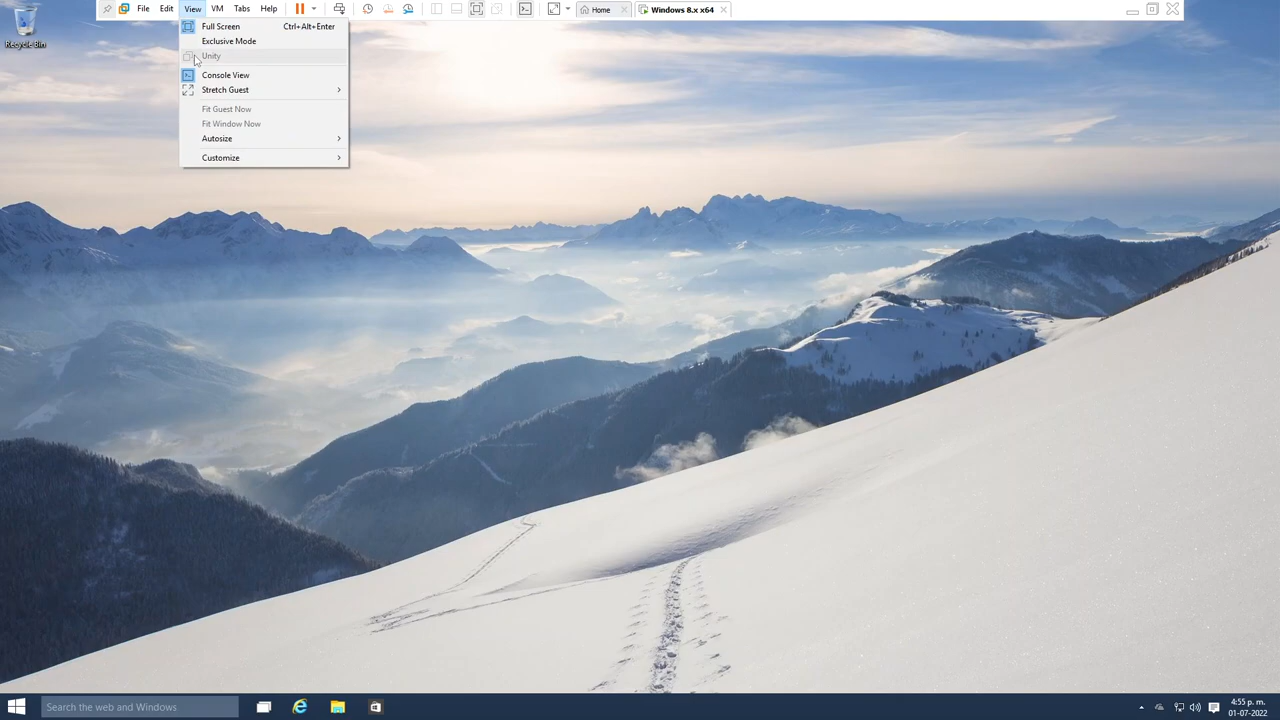 File Edit View VM Tabs Help Home Windows 8.x x64
Full Screen Ctrl+Alt+Enter
Exclusive Mode
Unity
Console View
Stretch Guest
Fit Guest Now
Fit Window Now
Autosize
Customize
Recycle Bin
Search the web and Windows
4:55 p. m.
01-07-2022